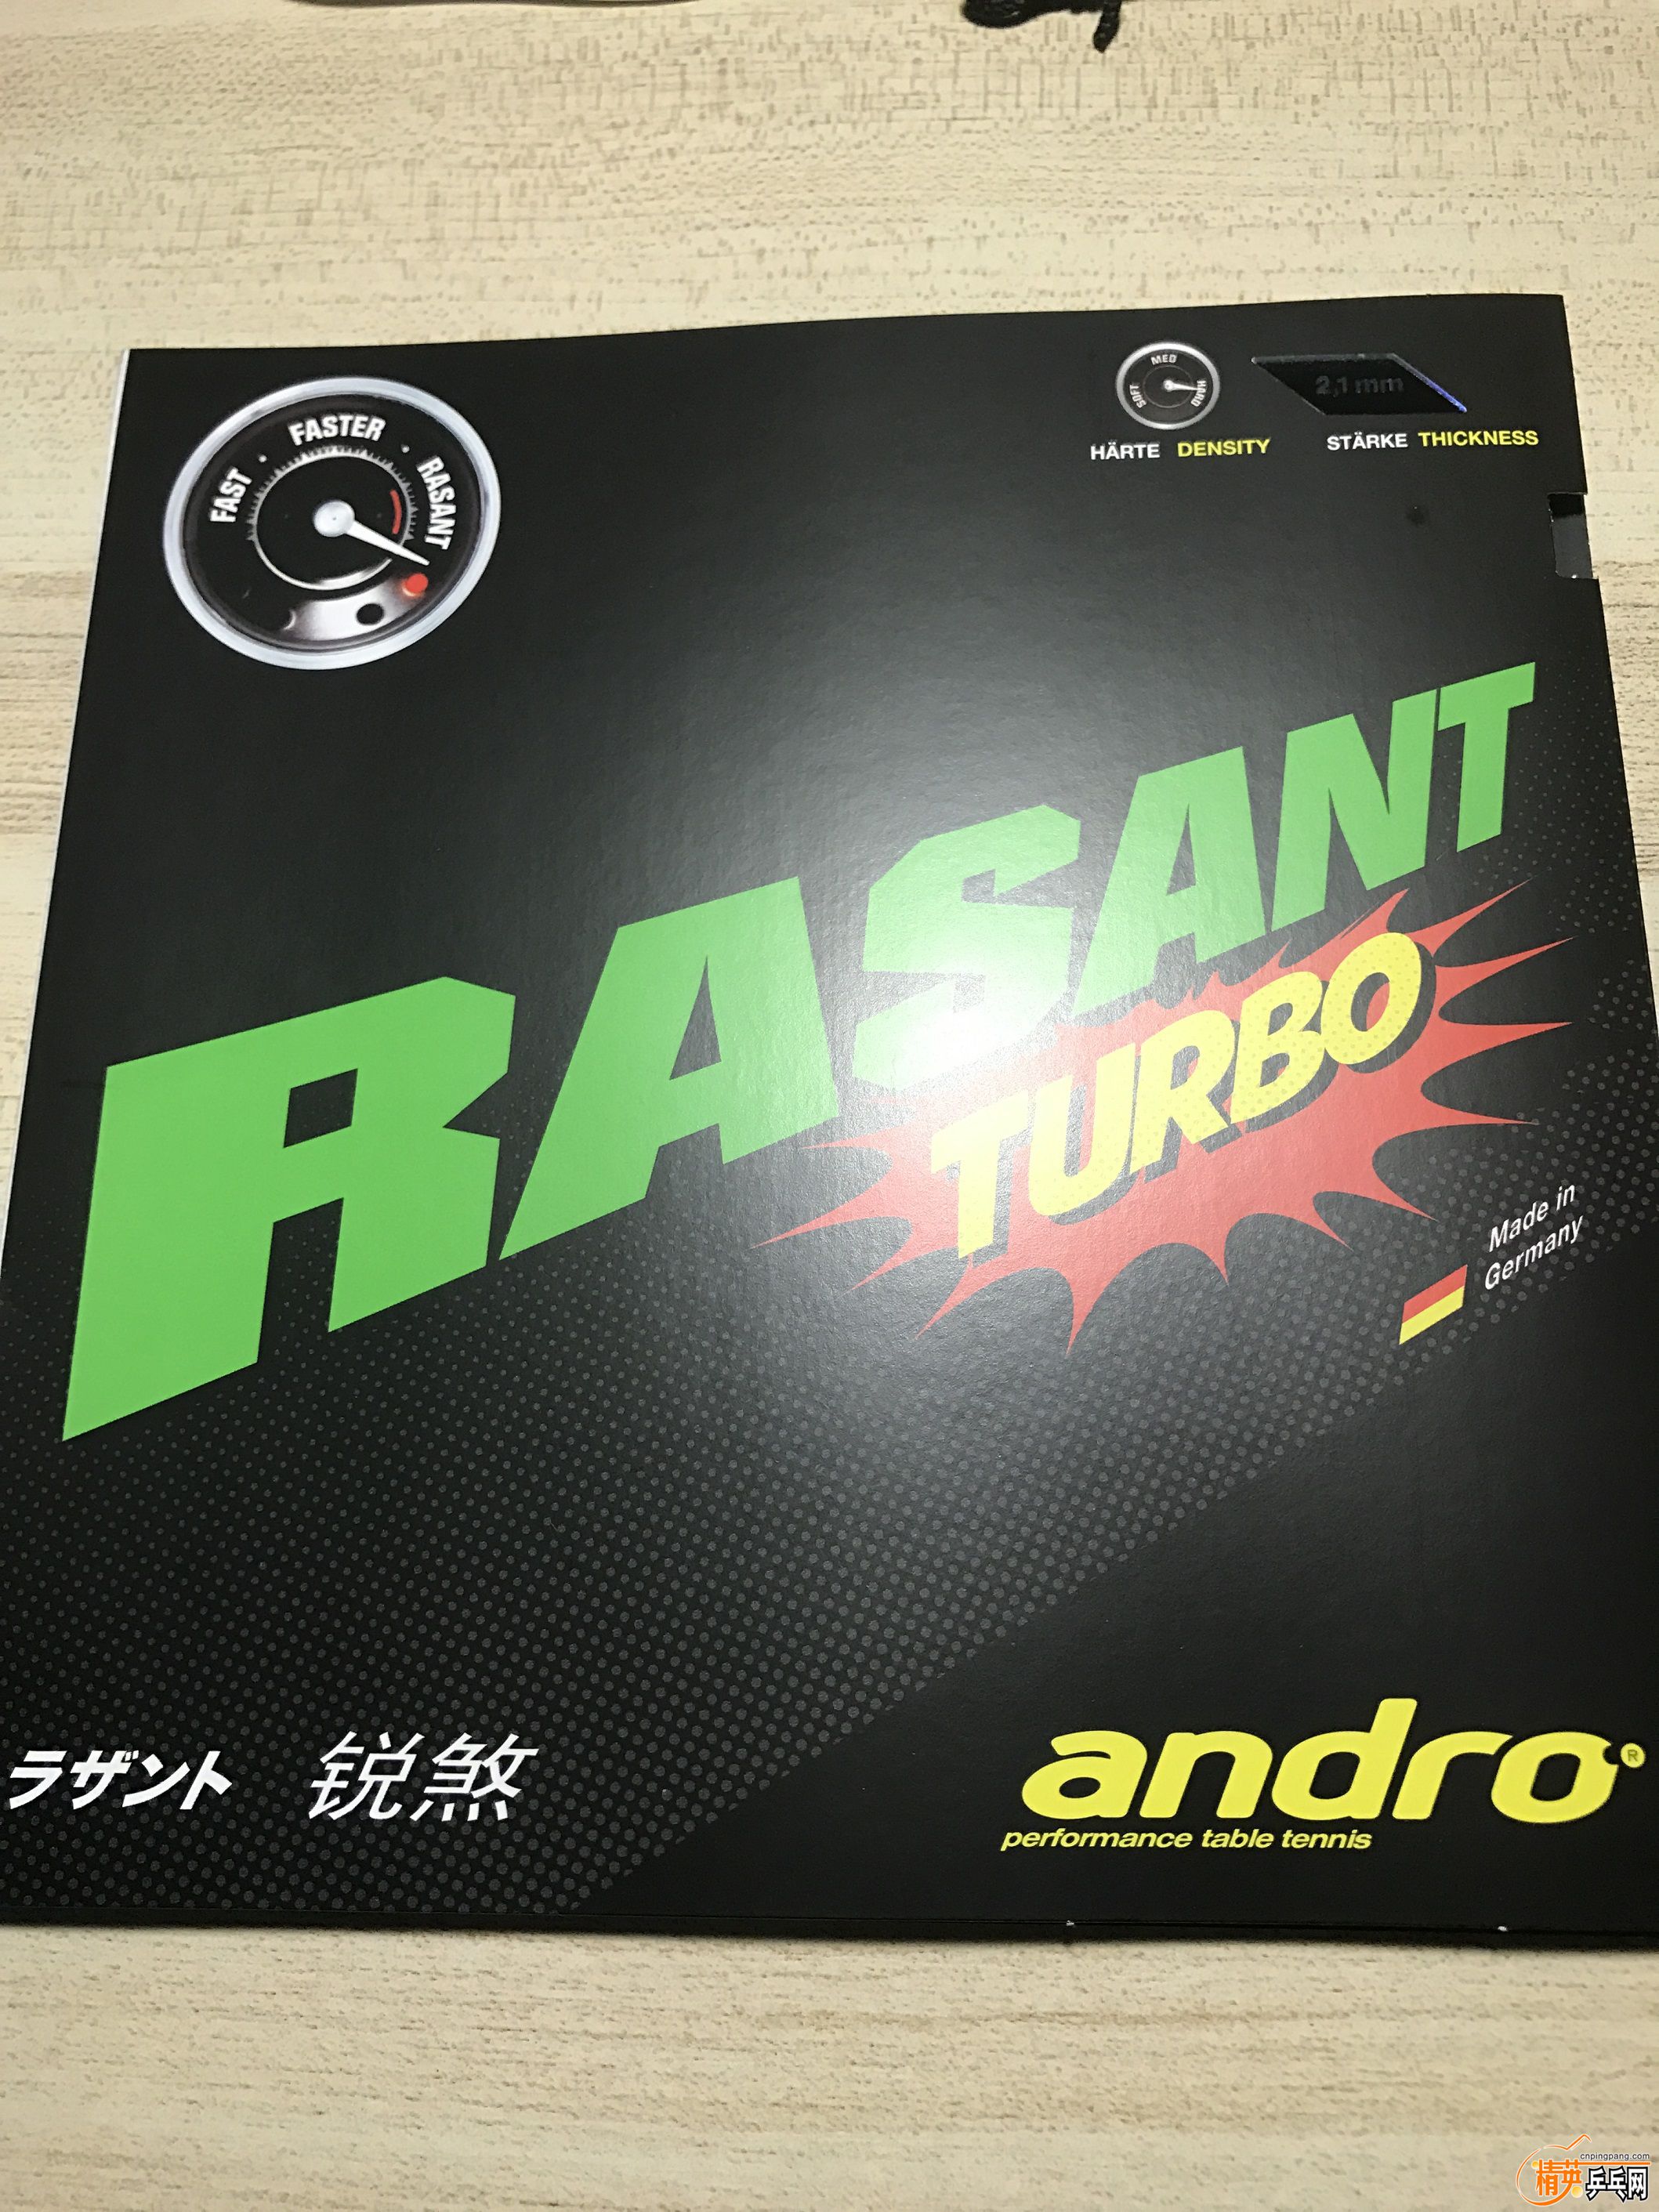 FAST FASTER RASANT
SOFT MED HARD
2,1 mm
HÄRTE DENSITY
STÄRKE THICKNESS
RASANT
TURBO
Made in
Germany
ラザント 锐煞
andro®
performance table tennis
cnpingpang.com
精英乒乓网